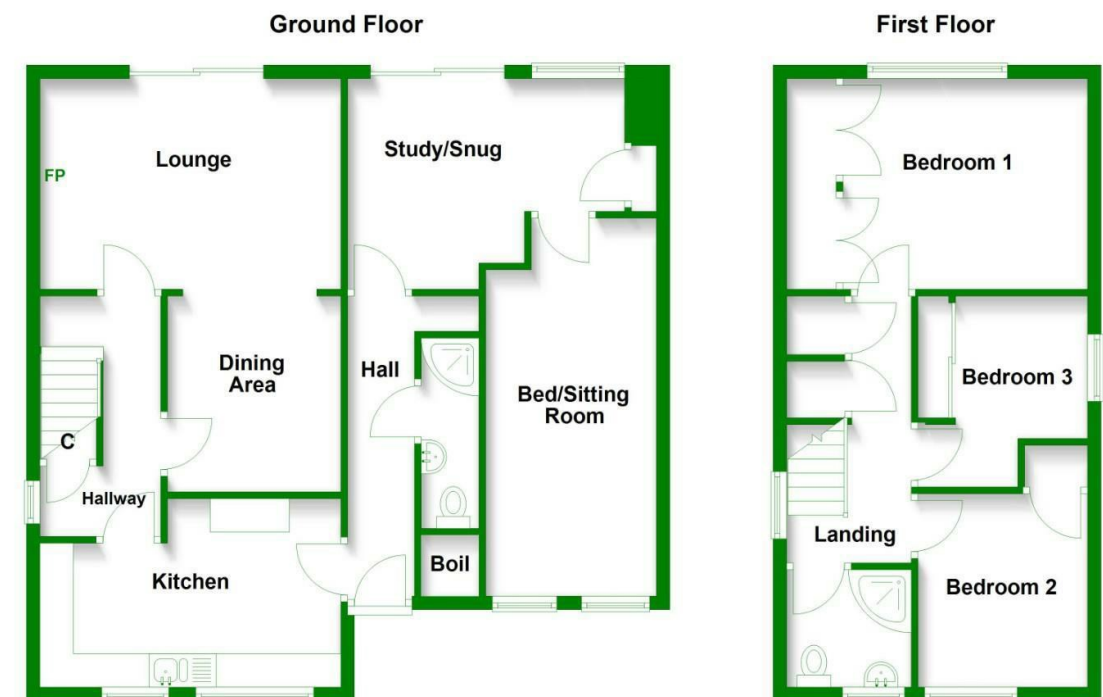 Ground Floor
First Floor
Lounge
FP
Study/Snug
Dining
Area
Hall
Bed/Sitting
Room
C
Hallway
Kitchen
Boil
Bedroom 1
Bedroom 3
Landing
Bedroom 2